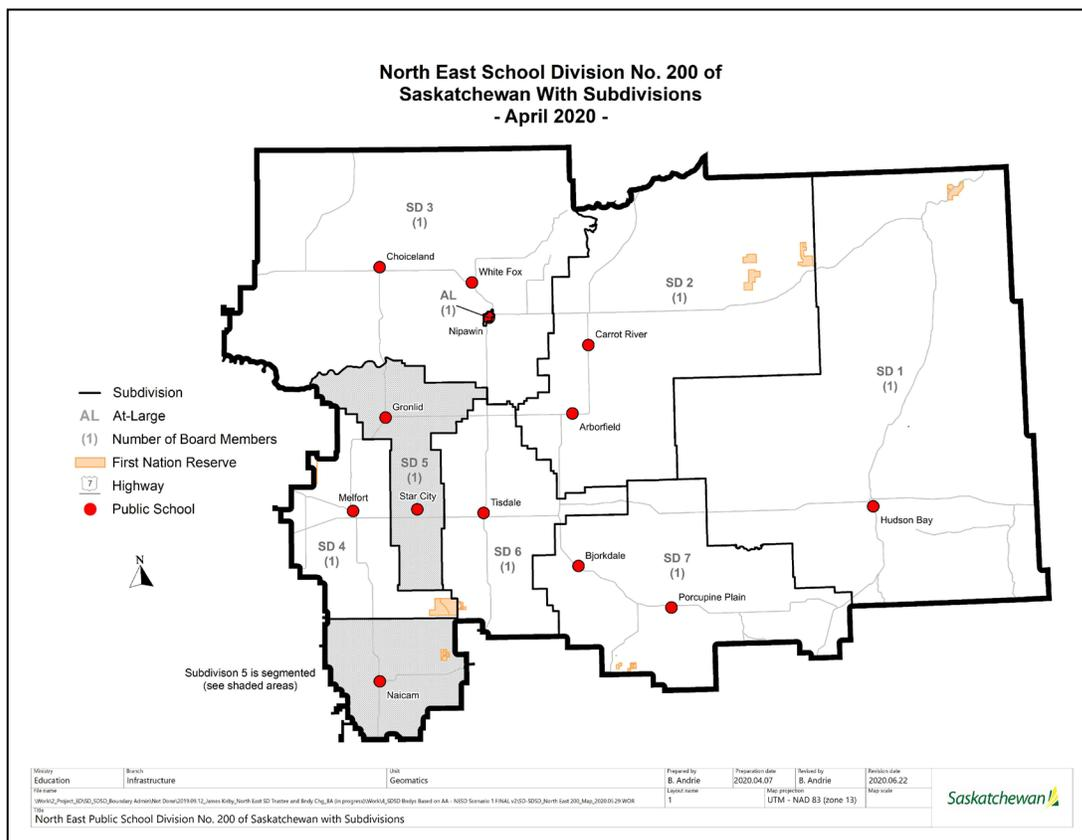 North East School Division No. 200 of
Saskatchewan With Subdivisions
- April 2020 -
SD 3
(1)
Choiceland
White Fox
AL
(1)
Nipawin
SD 2
(1)
Carrot River
SD 1
(1)
Subdivision
AL At-Large
(1) Number of Board Members
First Nation Reserve
7 Highway
Public School
Gronlid
Arborfield
SD 5
(1)
Star City
Melfort
Tisdale
Hudson Bay
SD 4
(1)
SD 6
(1)
Bjorkdale
SD 7
(1)
Porcupine Plain
N
Subdivison 5 is segmented
(see shaded areas)
Naicam
Ministry
Education
Branch
Infrastructure
Unit
Geomatics
Prepared by
B. Andrie
Preparation date
2020.04.07
Revised by
B. Andrie
Revision date
2020.06.22
File name
Layout name
1
Map projection
UTM - NAD 83 (zone 13)
Map scale
Title
North East Public School Division No. 200 of Saskatchewan with Subdivisions
Saskatchewan